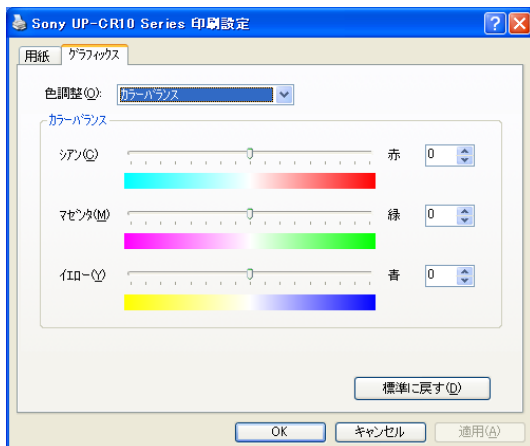 Sony UP-CR10 Series 印刷設定
用紙 グラフィックス
色調整(O): カラーバランス
カラーバランス
シアン(C) 赤 0
マゼンタ(M) 緑 0
イエロー(Y) 青 0
標準に戻す(D)
OK キャンセル 適用(A)